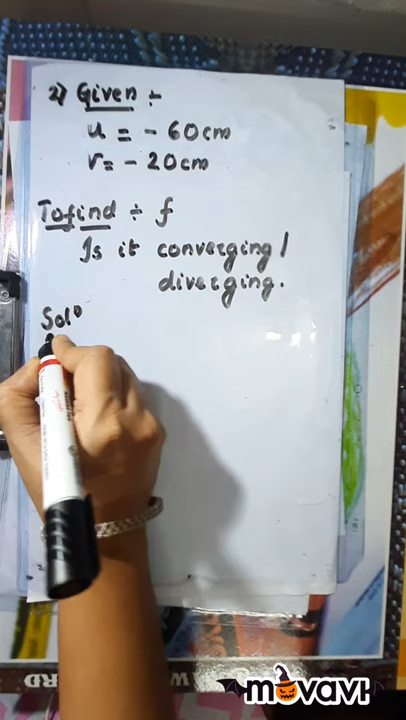 2) Given ÷
u = - 60cm
v = - 20cm
To find ÷ f
Is it converging /
diverging.
Solⁿ
movavi